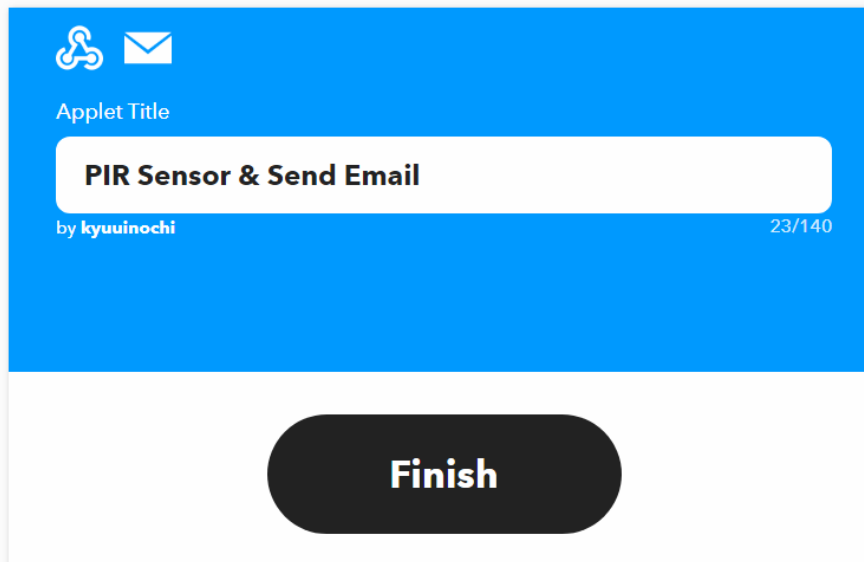 Applet Title
PIR Sensor & Send Email
by kyuuinochi 23/140
Finish